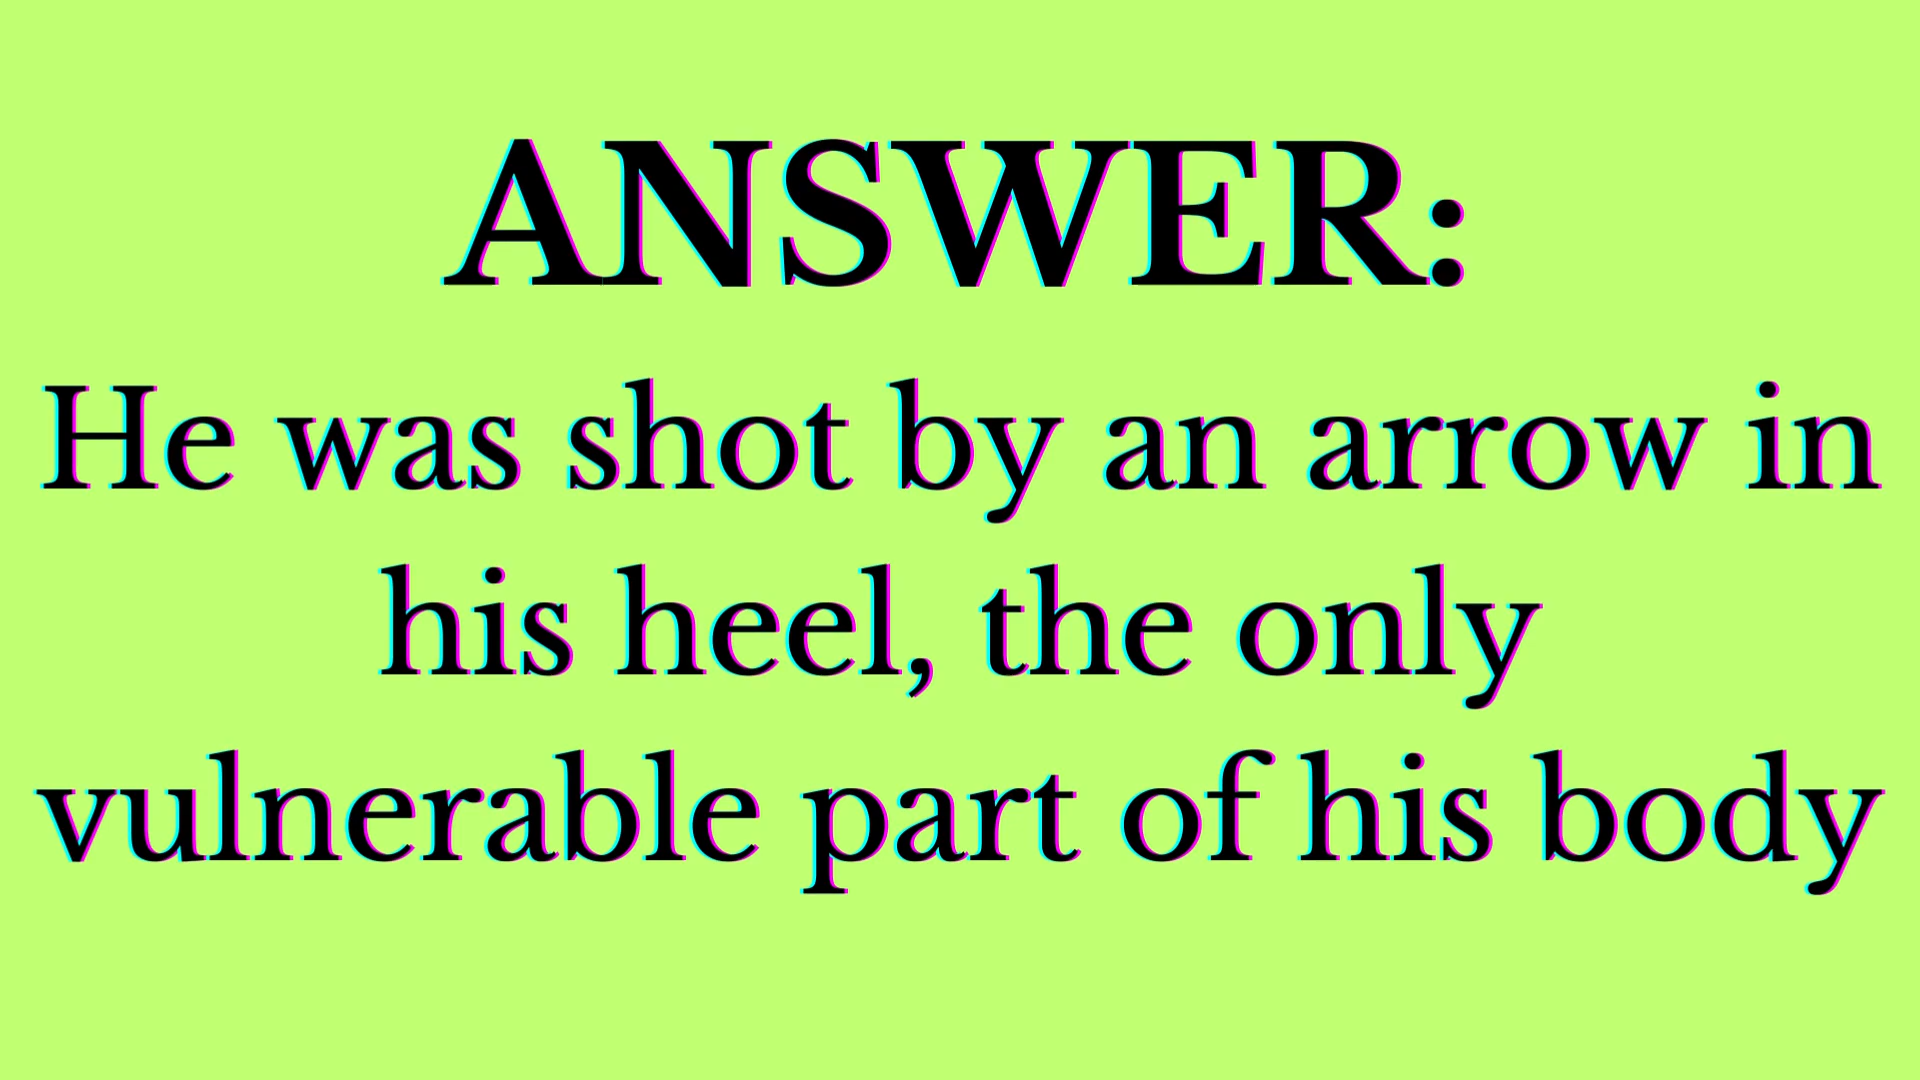 ANSWER:
He was shot by an arrow in
his heel, the only
vulnerable part of his body